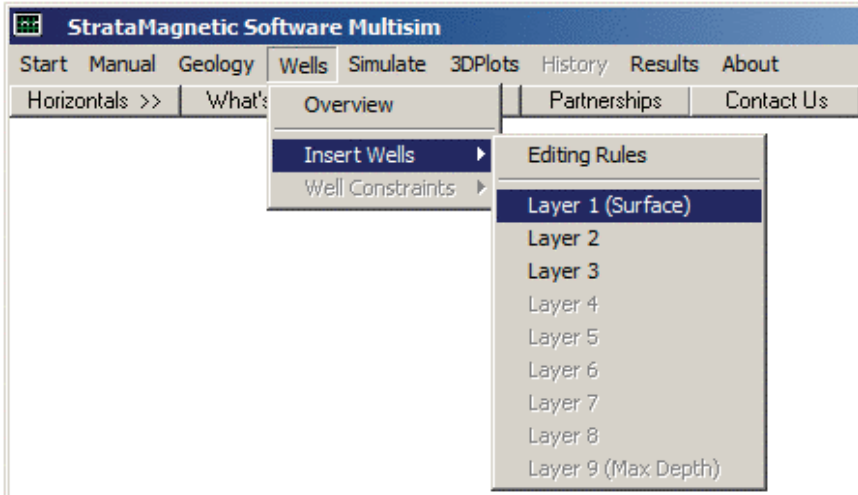 StrataMagnetic Software Multisim
Start Manual Geology Wells Simulate 3DPlots History Results About
Horizontals >> What's Partnerships Contact Us
Overview
Insert Wells
Well Constraints
Editing Rules
Layer 1 (Surface)
Layer 2
Layer 3
Layer 4
Layer 5
Layer 6
Layer 7
Layer 8
Layer 9 (Max Depth)